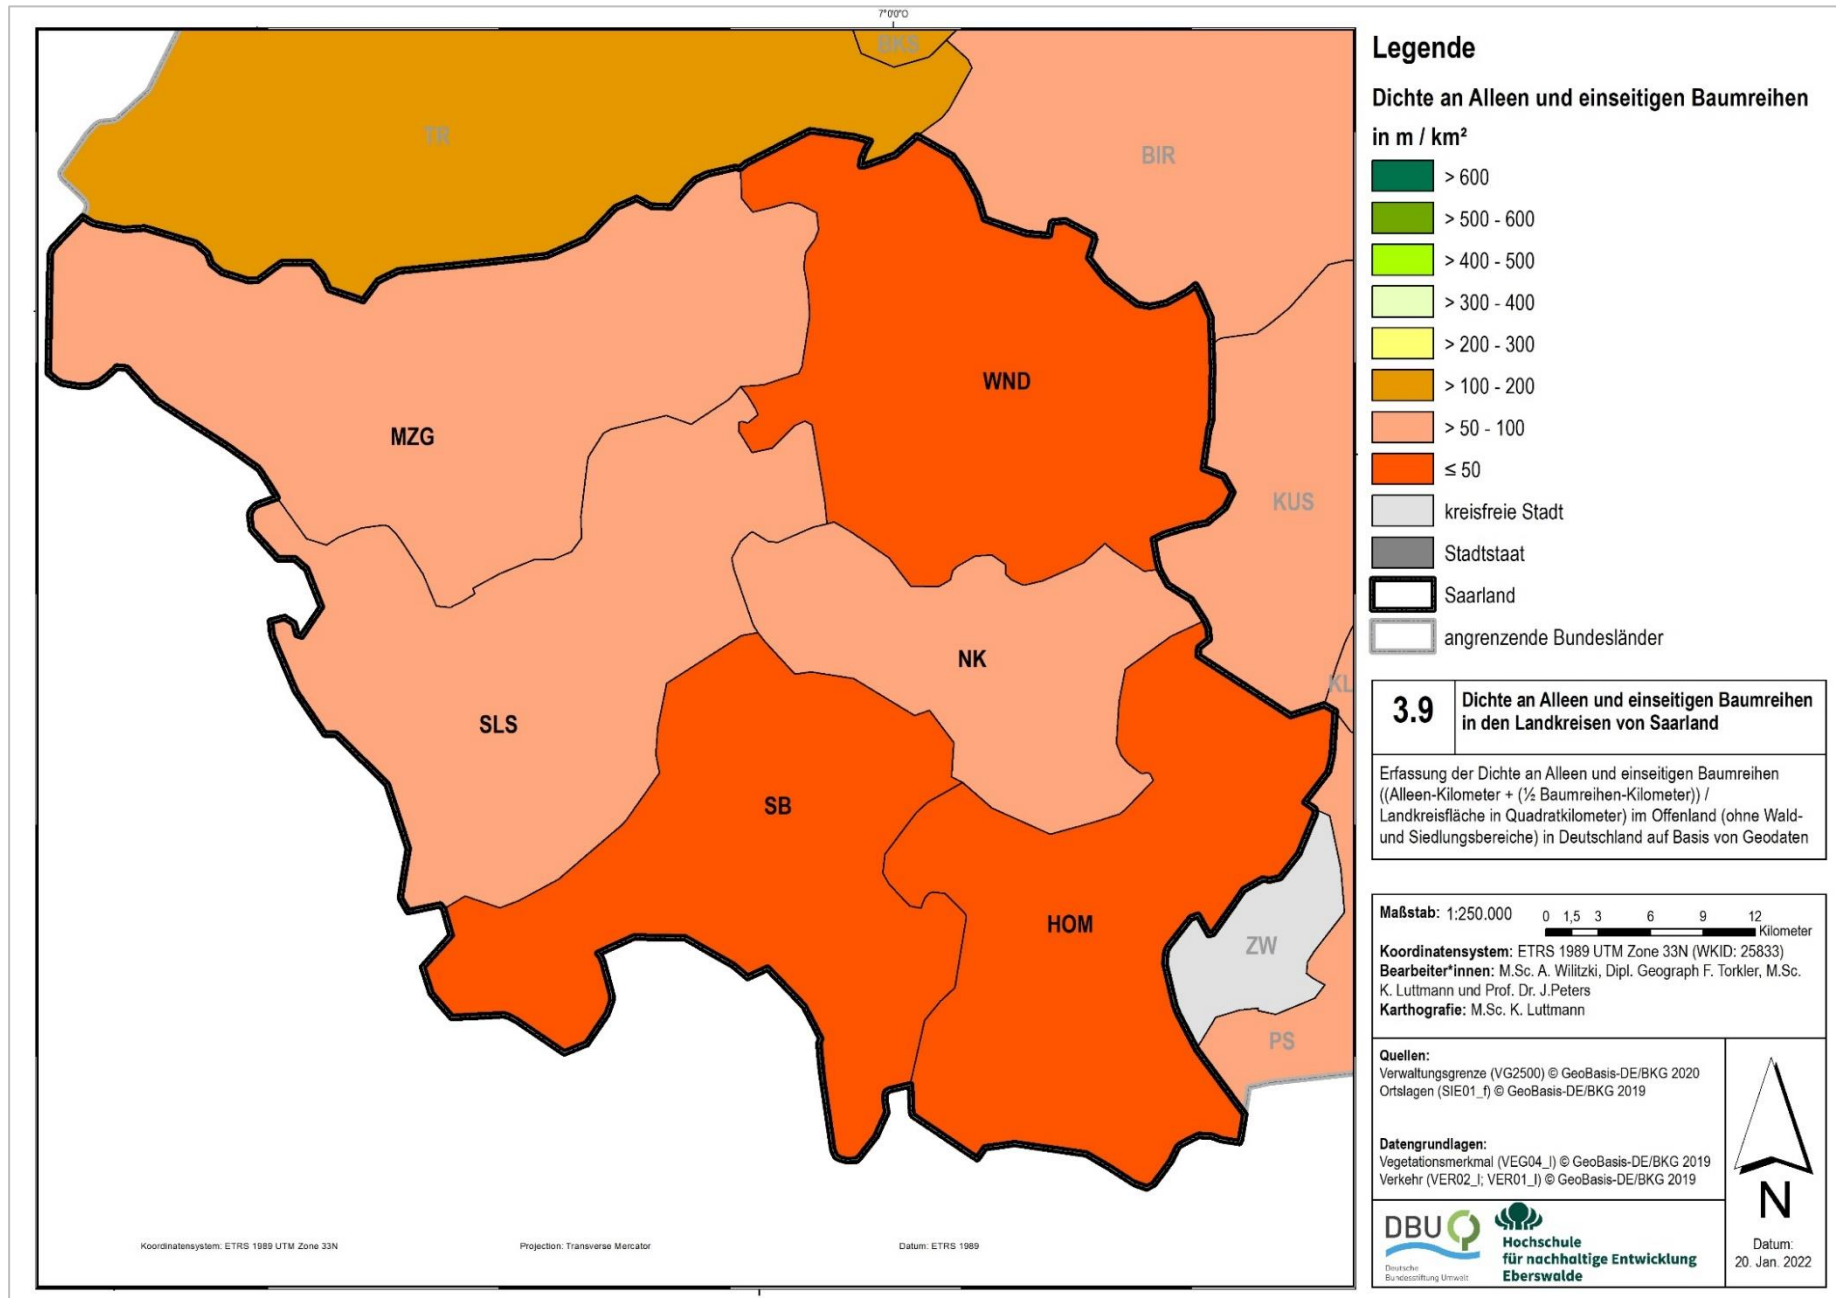 7°0'0"O
BKS
TR
BIR
WND
MZG
KUS
NK
KL
SLS
SB
HOM
ZW
PS
Koordinatensystem: ETRS 1989 UTM Zone 33N
Projection: Transverse Mercator
Datum: ETRS 1989
Legende
Dichte an Alleen und einseitigen Baumreihen
in m / km²
> 600
> 500 - 600
> 400 - 500
> 300 - 400
> 200 - 300
> 100 - 200
> 50 - 100
≤ 50
kreisfreie Stadt
Stadtstaat
Saarland
angrenzende Bundesländer
3.9
Dichte an Alleen und einseitigen Baumreihen
in den Landkreisen von Saarland
Erfassung der Dichte an Alleen und einseitigen Baumreihen
((Alleen-Kilometer + (½ Baumreihen-Kilometer)) /
Landkreisfläche in Quadratkilometer) im Offenland (ohne Wald-
und Siedlungsbereiche) in Deutschland auf Basis von Geodaten
Maßstab: 1:250.000
0 1,5 3 6 9 12
Kilometer
Koordinatensystem: ETRS 1989 UTM Zone 33N (WKID: 25833)
Bearbeiter*innen: M.Sc. A. Wilitzki, Dipl. Geograph F. Torkler, M.Sc.
K. Luttmann und Prof. Dr. J.Peters
Karthografie: M.Sc. K. Luttmann
Quellen:
Verwaltungsgrenze (VG2500) © GeoBasis-DE/BKG 2020
Ortslagen (SIE01_f) © GeoBasis-DE/BKG 2019
Datengrundlagen:
Vegetationsmerkmal (VEG04_l) © GeoBasis-DE/BKG 2019
Verkehr (VER02_l; VER01_l) © GeoBasis-DE/BKG 2019
DBU
Deutsche
Bundesstiftung Umwelt
Hochschule
für nachhaltige Entwicklung
Eberswalde
N
Datum:
20. Jan. 2022